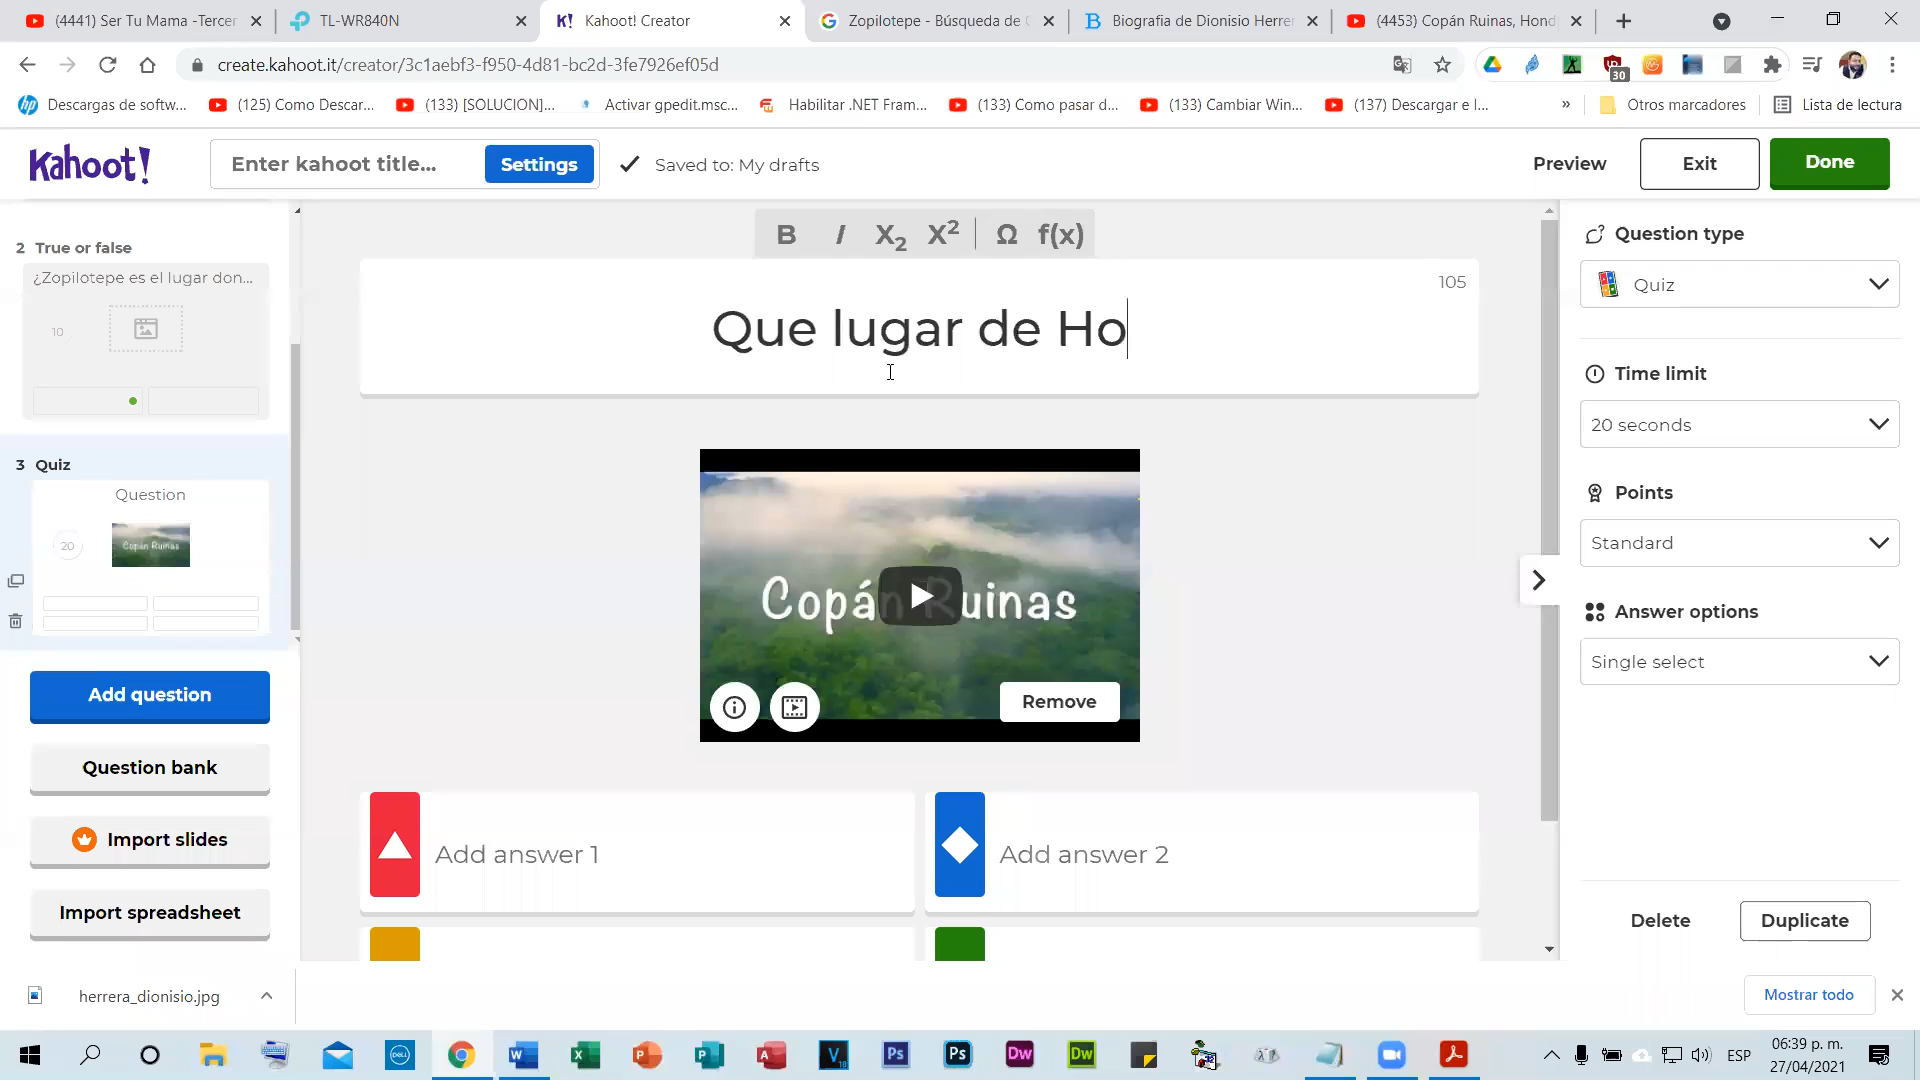 (4441) Ser Tu Mama -Tercer
TL-WR840N
K! Kahoot! Creator
Zopilotepe - Búsqueda de G
Biografia de Dionisio Herrer
(4453) Copán Ruinas, Hond
create.kahoot.it/creator/3c1aebf3-f950-4d81-bc2d-3fe7926ef05d
30
Descargas de softw...
(125) Como Descar...
(133) [SOLUCION]...
Activar gpedit.msc...
Habilitar .NET Fram...
(133) Como pasar d...
(133) Cambiar Win...
(137) Descargar e I...
»
Otros marcadores
Lista de lectura
Kahoot!
Enter kahoot title...
Settings
Saved to: My drafts
Preview
Exit
Done
2 True or false
¿Zopilotepe es el lugar don...
10
3 Quiz
Question
20
Copán Ruinas
Add question
Question bank
Import slides
Import spreadsheet
B I X2 X2 Ω f(x)
105
Que lugar de Ho
Copán Ruinas
Remove
Add answer 1
Add answer 2
Question type
Quiz
Time limit
20 seconds
Points
Standard
Answer options
Single select
Delete
Duplicate
herrera_dionisio.jpg
Mostrar todo
ESP
06:39 p. m.
27/04/2021